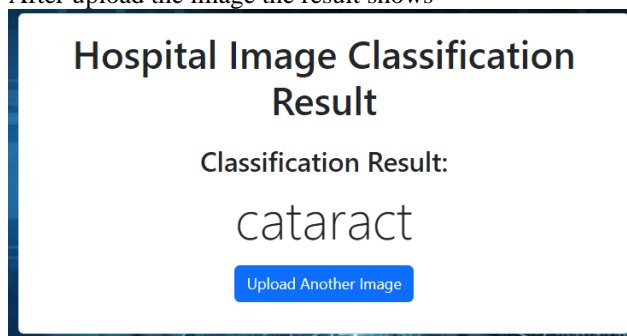 After upload the image the result shows
Hospital Image Classification
Result
Classification Result:
cataract
Upload Another Image